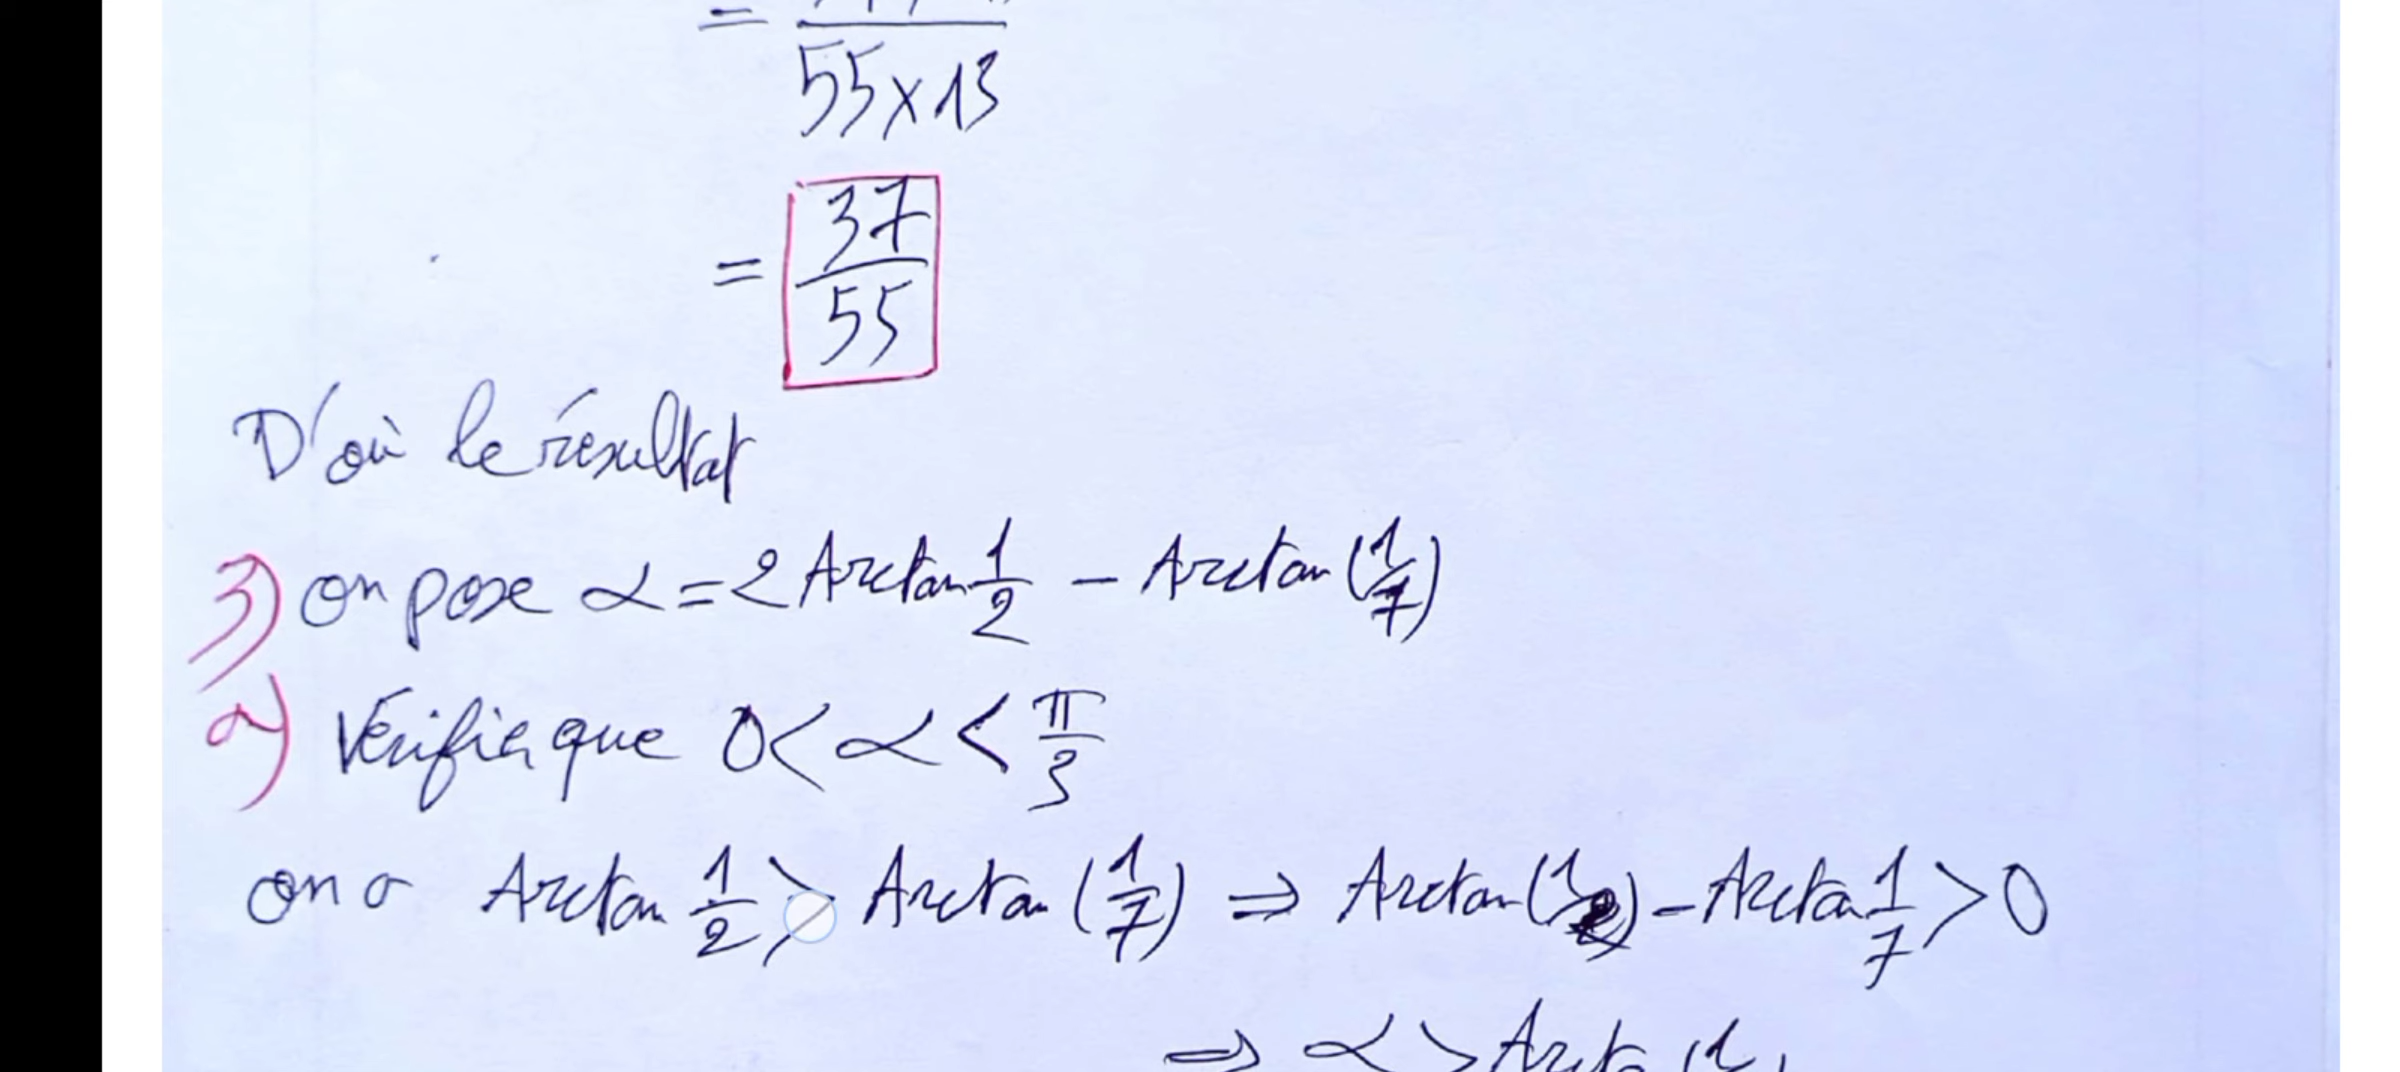 =
55×13
= 37/55
D'où le résultat
3) on pose α = 2 Arctan 1/2 - Arctan (1/7)
a) Vérifier que 0 < α < π/3
on a Arctan 1/2 > Arctan (1/7) ⇒ Arctan (1/2) - Arctan 1/7 > 0
⇒ α >